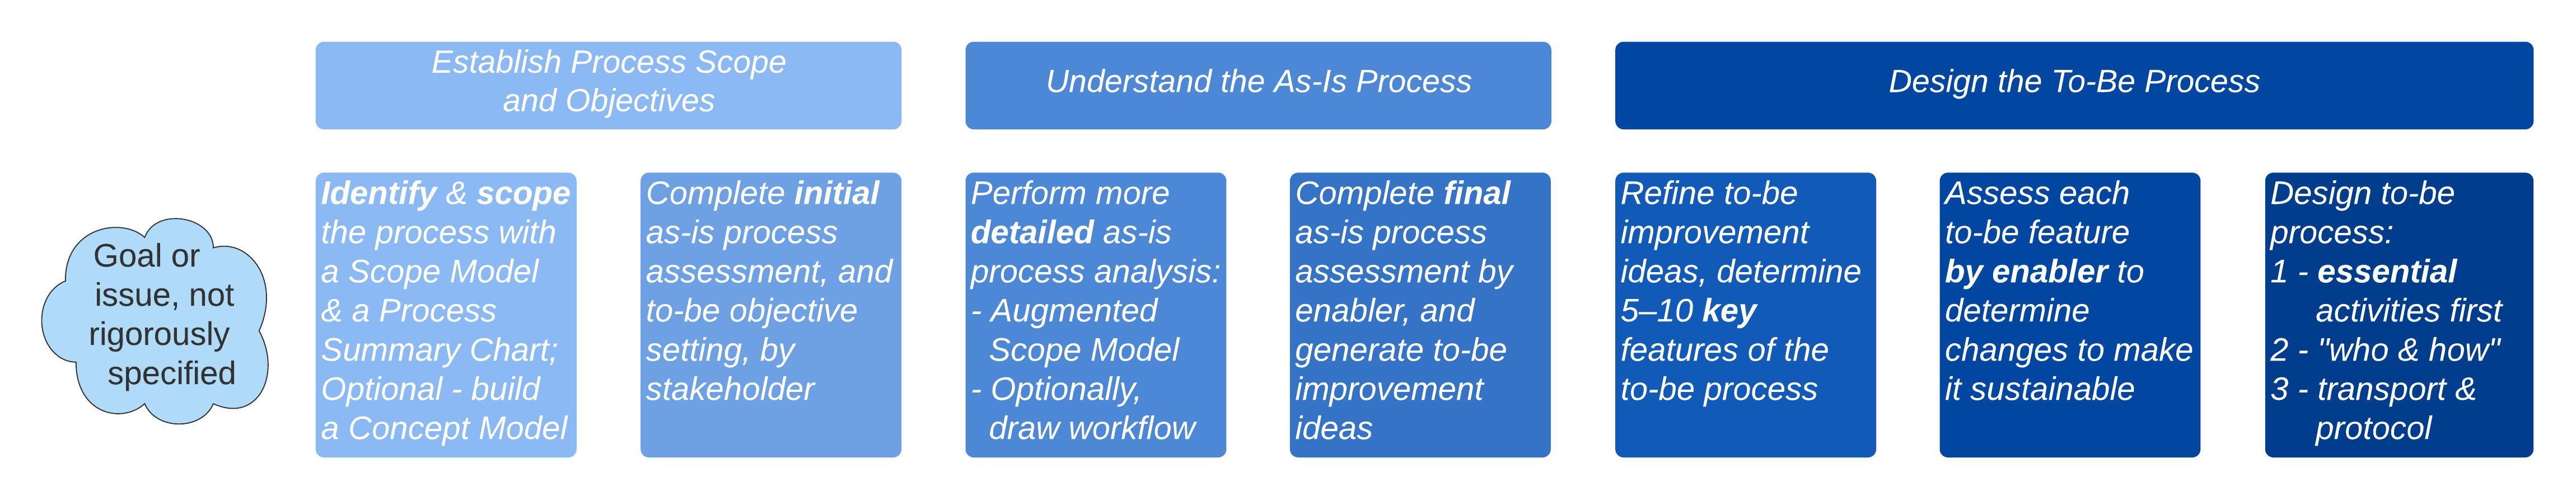 Goal or
issue, not
rigorously
specified
Establish Process Scope
and Objectives
Identify & scope
the process with
a Scope Model
& a Process
Summary Chart;
Optional - build
a Concept Model
Complete initial
as-is process
assessment, and
to-be objective
setting, by
stakeholder
Understand the As-Is Process
Perform more
detailed as-is
process analysis:
- Augmented
Scope Model
- Optionally,
draw workflow
Complete final
as-is process
assessment by
enabler, and
generate to-be
improvement
ideas
Design the To-Be Process
Refine to-be
improvement
ideas, determine
5–10 key
features of the
to-be process
Assess each
to-be feature
by enabler to
determine
changes to make
it sustainable
Design to-be
process:
1 - essential
activities first
2 - "who & how"
3 - transport &
protocol